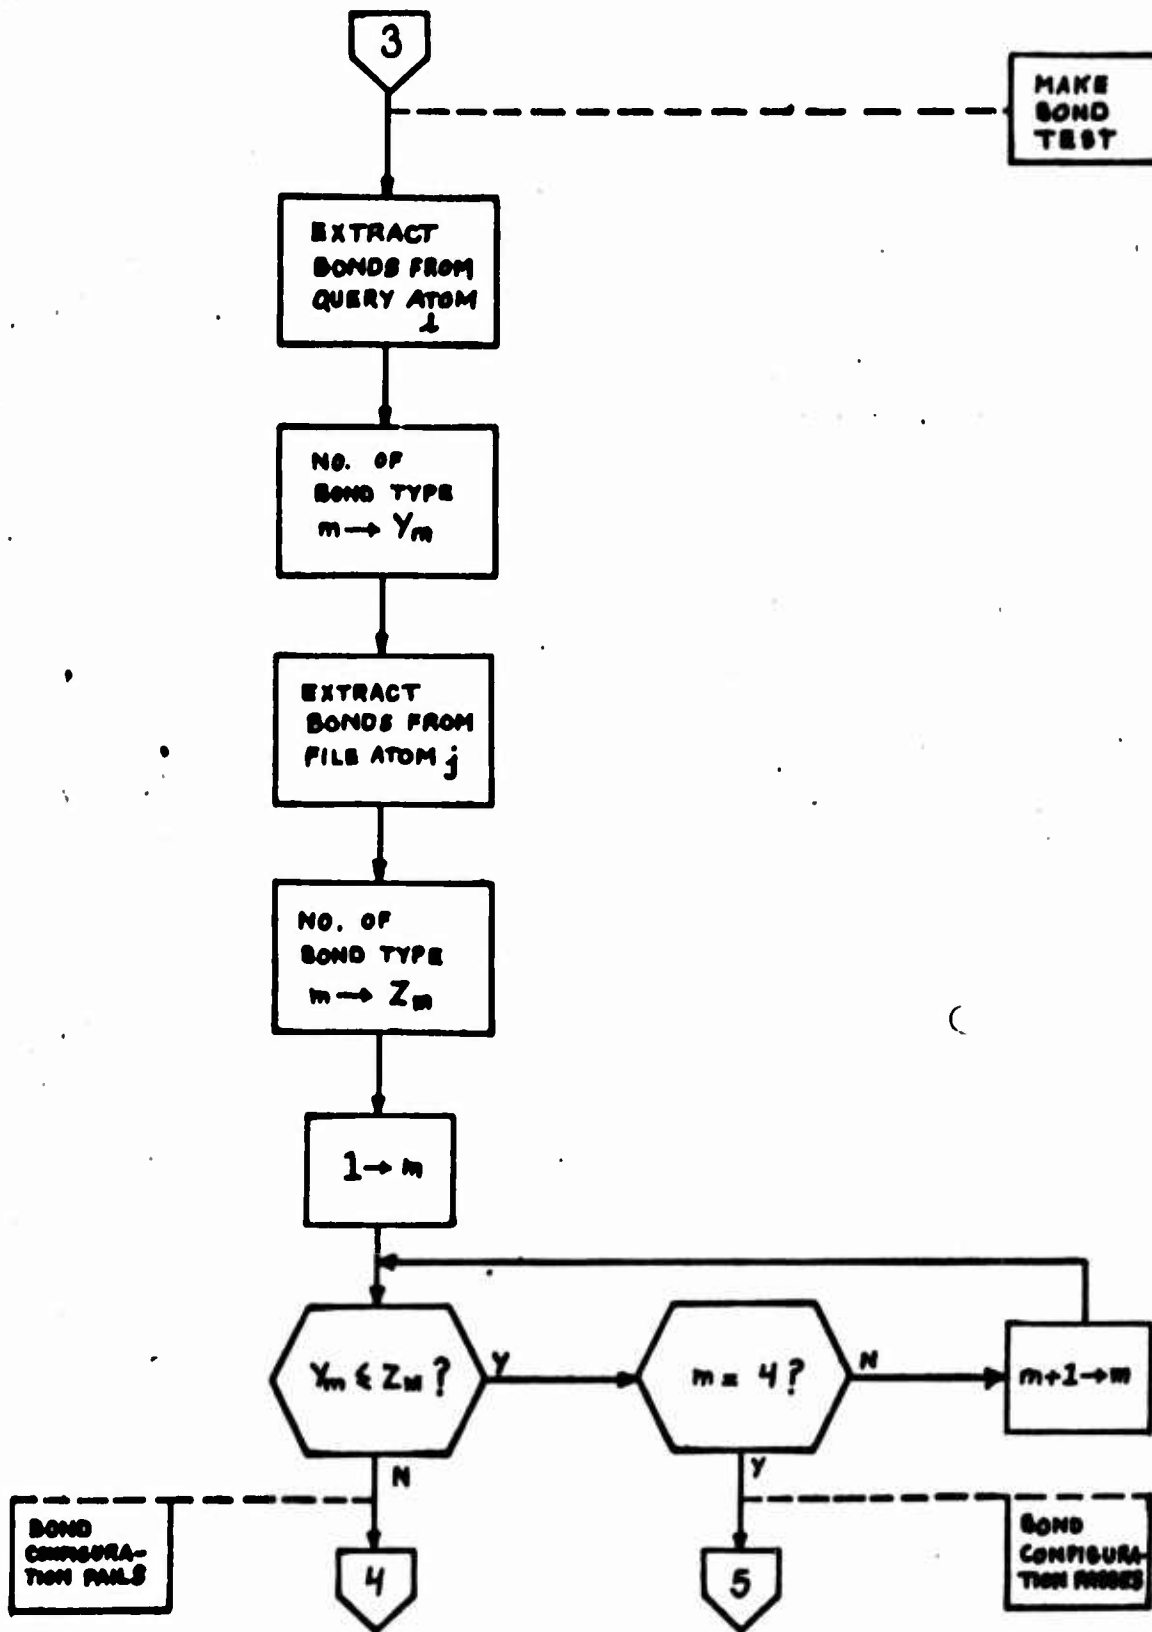 3
MAKE
BOND
TEST
EXTRACT
BONDS FROM
QUERY ATOM
i
NO. OF
BOND TYPE
m → Ym
EXTRACT
BONDS FROM
FILE ATOM j
NO. OF
BOND TYPE
m → Zm
1 → m
Ym ≤ Zm ?
Y
m = 4 ?
N
m+1 → m
N
Y
BOND
CONFIGURA-
TION FAILS
4
5
BOND
CONFIGURA-
TION PASSES